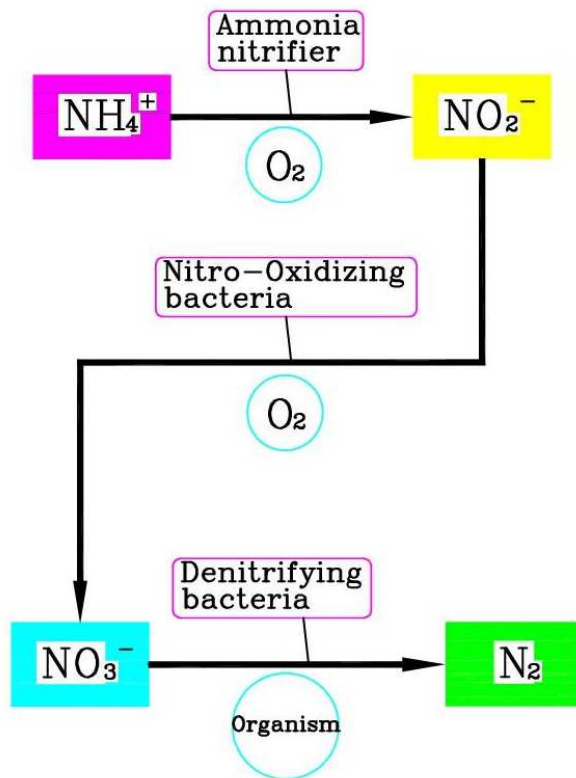 Ammonia
nitrifier
NH₄⁺
NO₂⁻
O₂
Nitro-Oxidizing
bacteria
O₂
Denitrifying
bacteria
NO₃⁻
N₂
Organism